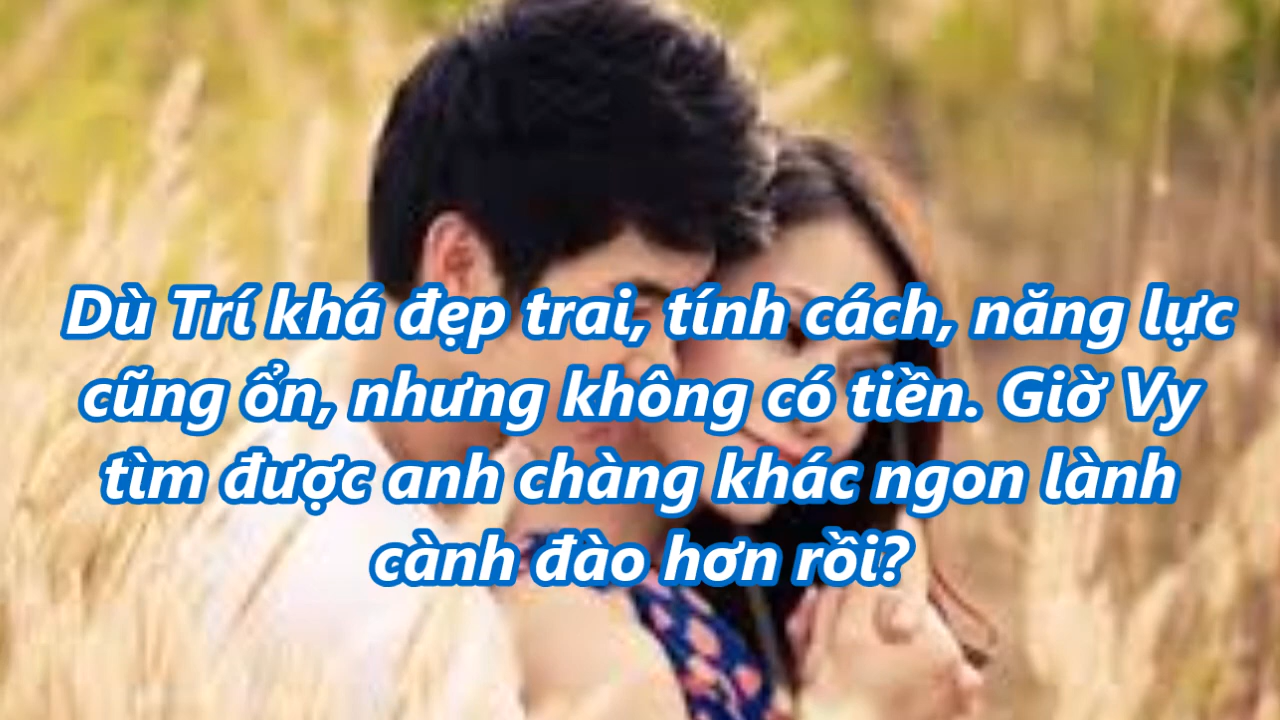 Dù Trí khá đẹp trai, tính cách, năng lực
cũng ổn, nhưng không có tiền. Giờ Vy
tìm được anh chàng khác ngon lành
cành đào hơn rồi?